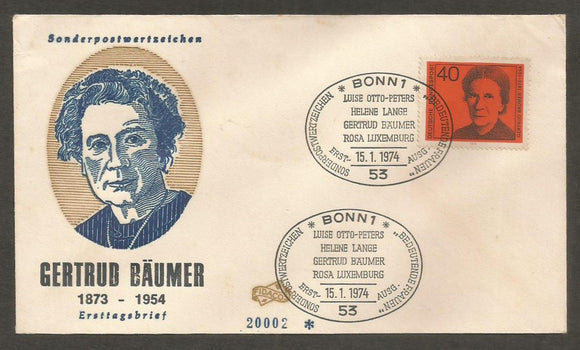 Sonderpostwertzeichen
GERTRUD BÄUMER
1873 - 1954
Ersttagsbrief
20002 *
40
* BONN 1 *
LUISE OTTO-PETERS
HELENE LANGE
GERTRUD BÄUMER
ROSA LUXEMBURG
ERST- 15.1.1974 AUSG.
53
SONDERPOSTWERTZEICHEN „BEDEUTENDE FRAUEN"
* BONN 1 *
LUISE OTTO-PETERS
HELENE LANGE
GERTRUD BÄUMER
ROSA LUXEMBURG
ERST- 15.1.1974 AUSG.
53
SONDERPOSTWERTZEICHEN „BEDEUTENDE FRAUEN"